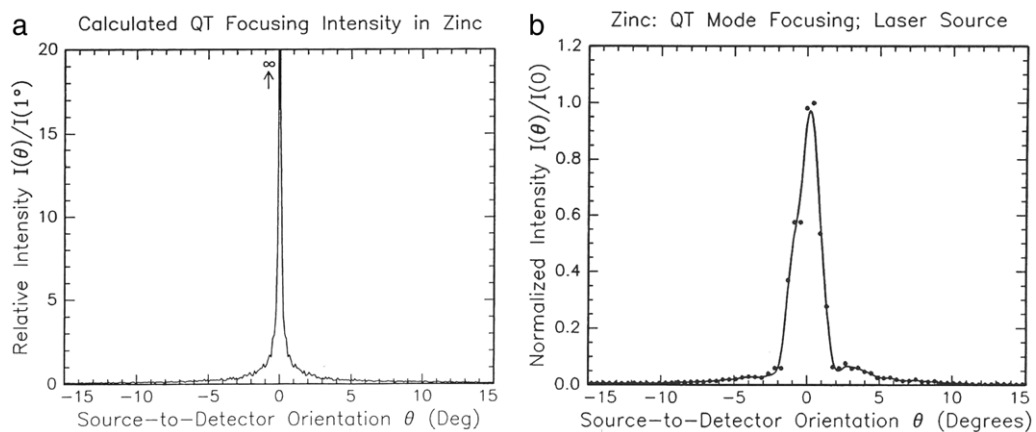 a
Calculated QT Focusing Intensity in Zinc
Relative Intensity I(θ)/I(1°)
20
15
10
5
0
∞
−15 −10 −5 0 5 10 15
Source−to−Detector Orientation θ (Deg)
b
Zinc: QT Mode Focusing; Laser Source
Normalized Intensity I(θ)/I(0)
1.2
1.0
0.8
0.6
0.4
0.2
0.0
−15 −10 −5 0 5 10 15
Source−to−Detector Orientation θ (Degrees)